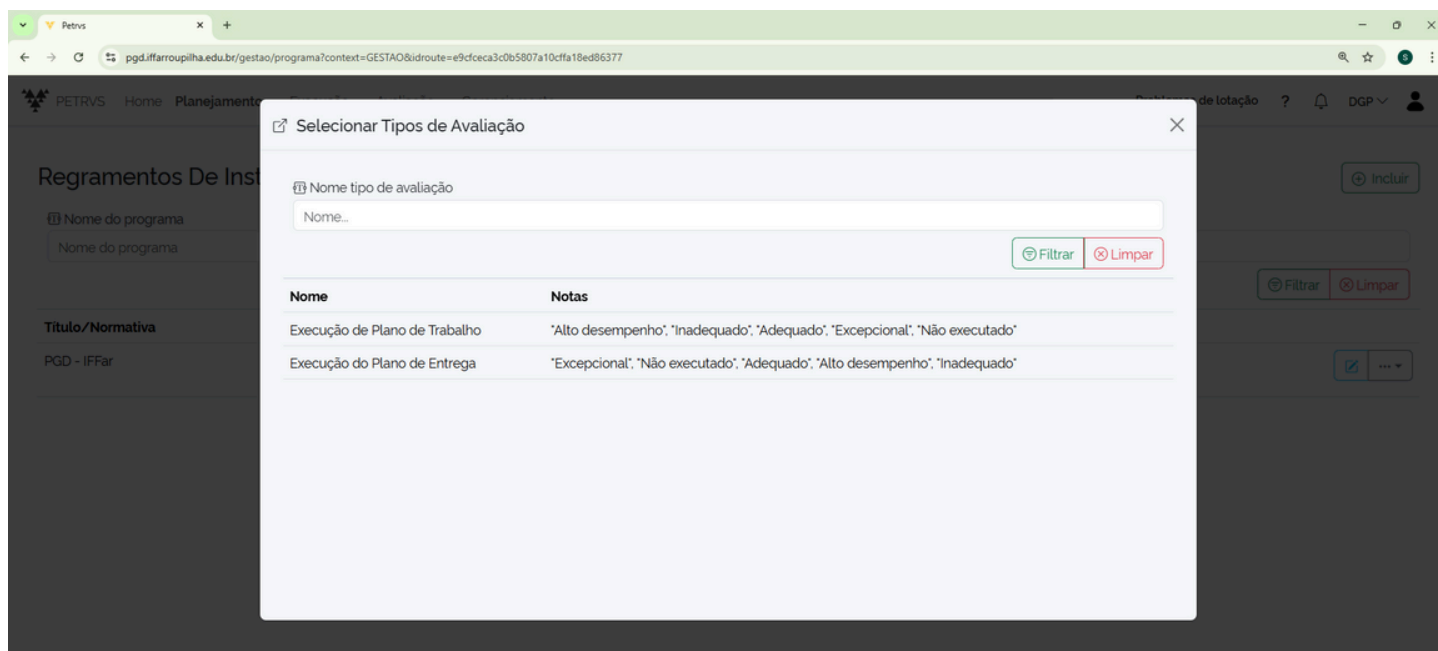 Petrvs
pgd.iffarroupilha.edu.br/gestao/programa?context=GESTAO&idroute=e9cfceca3c0b5807a10cffa18ed86377
S
PETRVS Home Planejamento de lotação ? DGP
Selecionar Tipos de Avaliação
Regramentos De Inst
Incluir
Nome tipo de avaliação
Nome...
Nome do programa
Nome do programa
Filtrar Limpar
Filtrar Limpar
Nome Notas
Título/Normativa
Execução de Plano de Trabalho "Alto desempenho", "Inadequado", "Adequado", "Excepcional", "Não executado"
PGD - IFFar
Execução do Plano de Entrega "Excepcional", "Não executado", "Adequado", "Alto desempenho", "Inadequado"